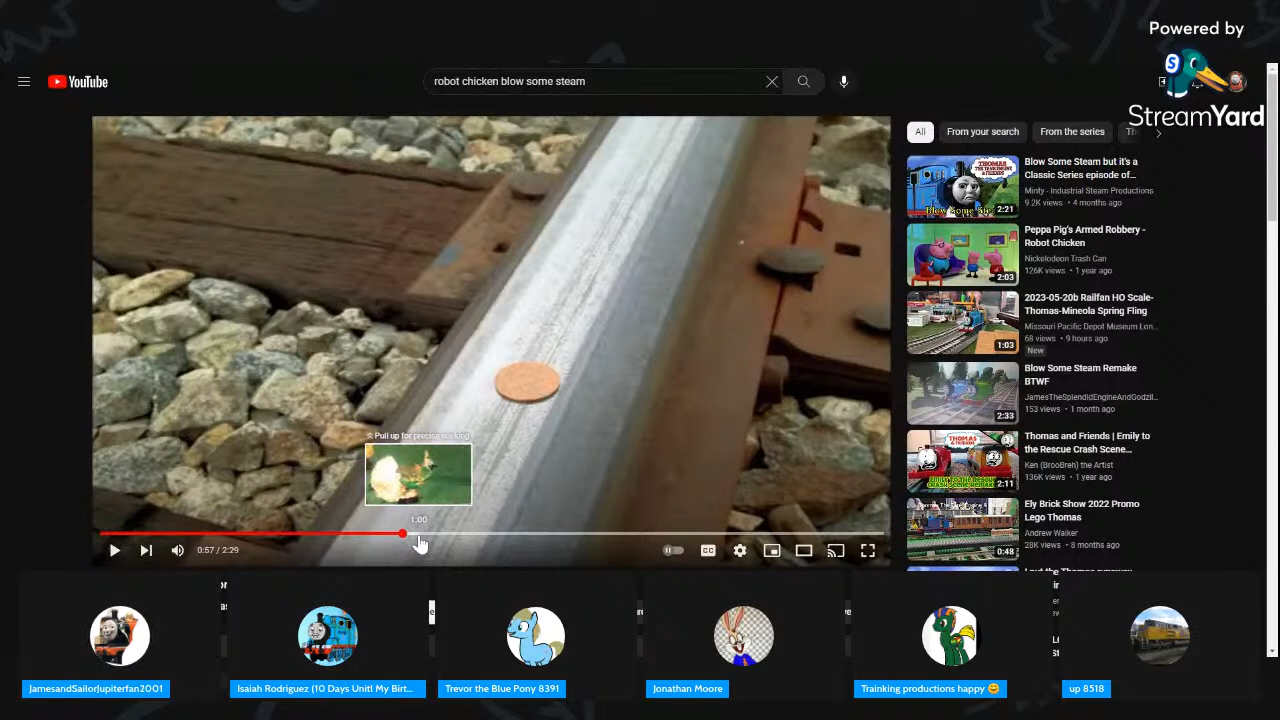 Powered by
StreamYard
YouTube
robot chicken blow some steam
All
From your search
From the series
Blow Some Steam but it's a
Classic Series episode of…
Minty - Industrial Steam Productions
9.2K views • 4 months ago
2:21
Peppa Pig's Armed Robbery -
Robot Chicken
Nickelodeon Trash Can
126K views • 1 year ago
2:03
2023-05-20b Railfan HO Scale-
Thomas-Mineola Spring Fling
Missouri Pacific Depot Museum Lon...
68 views • 9 hours ago
New
1:03
Blow Some Steam Remake
BTWF
JamesTheSplendidEngineAndGodzil...
153 views • 1 month ago
2:33
Thomas and Friends | Emily to
the Rescue Crash Scene…
Ken (BrooBreh) the Artist
136K views • 1 year ago
2:11
Ely Brick Show 2022 Promo
Lego Thomas
Andrew Walker
28K views • 8 months ago
0:48
Pull up for precise seeking
1:00
0:57 / 2:29
CC
JamesandSailorJupiterfan2001
Isaiah Rodriguez (10 Days Unitl My Birt...
Trevor the Blue Pony 8391
Jonathan Moore
Trainking productions happy 😊
up 8518